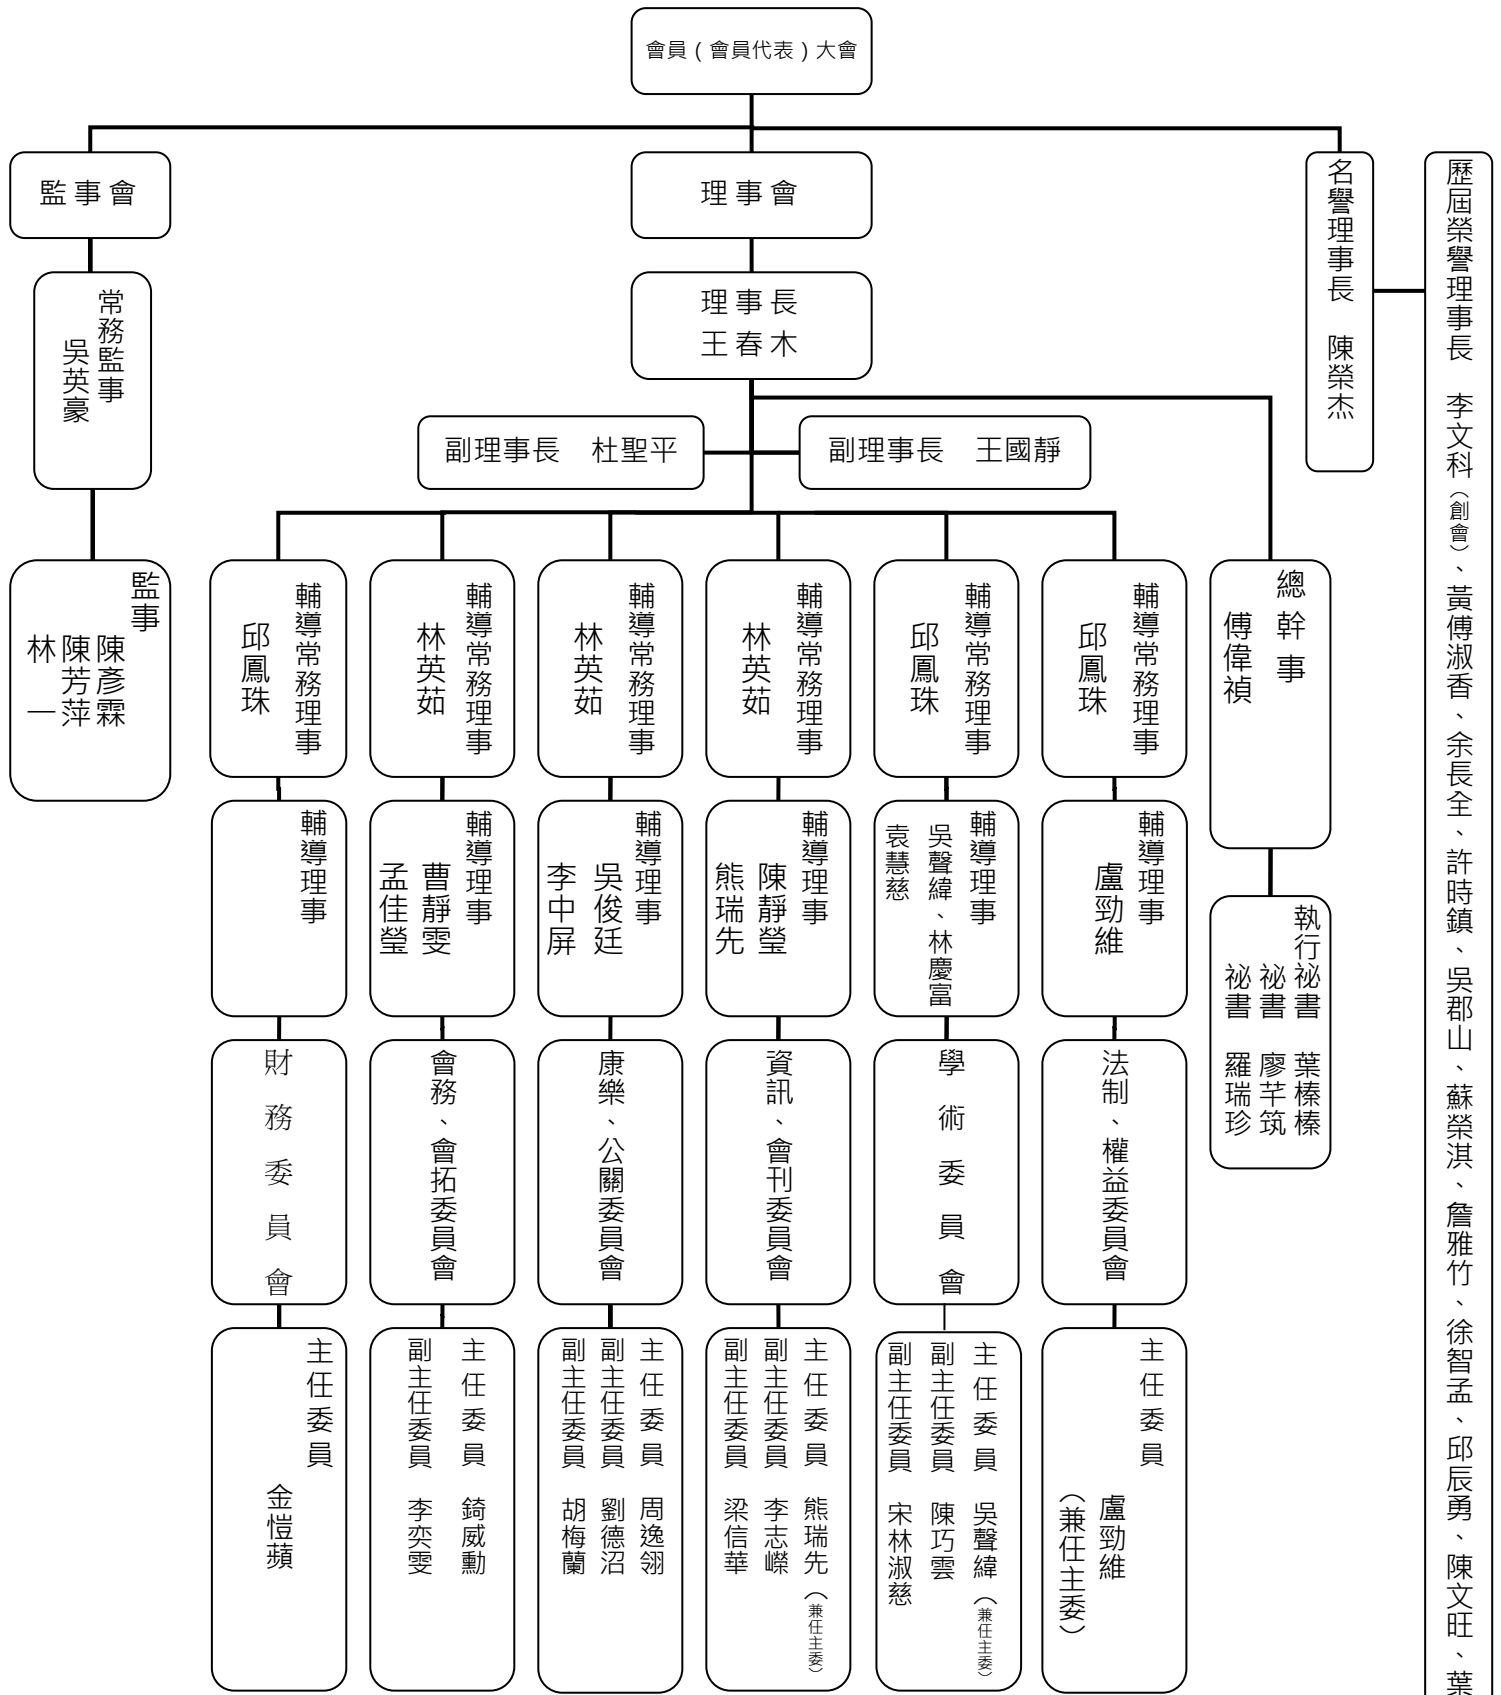 會員（會員代表）大會
監事會
理事會
名譽理事長　陳榮杰
歷屆榮譽理事長　李文科（創會）、黃傅淑香、余長全、許時鎮、吳郡山、蘇榮淇、詹雅竹、徐智孟、邱辰勇、陳文旺、葉
常務監事
吳英豪
理事長
王春木
副理事長　杜聖平
副理事長　王國靜
監事
陳彥霖
陳芳萍
林　一
輔導常務理事
邱鳳珠
輔導常務理事
林英茹
輔導常務理事
林英茹
輔導常務理事
林英茹
輔導常務理事
邱鳳珠
輔導常務理事
邱鳳珠
總幹事
傅偉禎
輔導理事
輔導理事
曹靜雯
孟佳瑩
輔導理事
吳俊廷
李中屏
輔導理事
陳靜瑩
熊瑞先
輔導理事
吳聲緯、林慶富
袁慧慈
輔導理事
盧勁維
執行祕書　葉榛榛
祕書　廖芊筑
祕書　羅瑞珍
財務委員會
會務、會拓委員會
康樂、公關委員會
資訊、會刊委員會
學術委員會
法制、權益委員會
主任委員
金愷蘋
主任委員　錡威勳
副主任委員　李奕雯
主任委員　周逸翎
副主任委員　劉德沼
副主任委員　胡梅蘭
主任委員　熊瑞先（兼任主委）
副主任委員　李志嶸
副主任委員　梁信華
主任委員　吳聲緯（兼任主委）
副主任委員　陳巧雲
副主任委員　宋林淑慈
主任委員
盧勁維
（兼任主委）